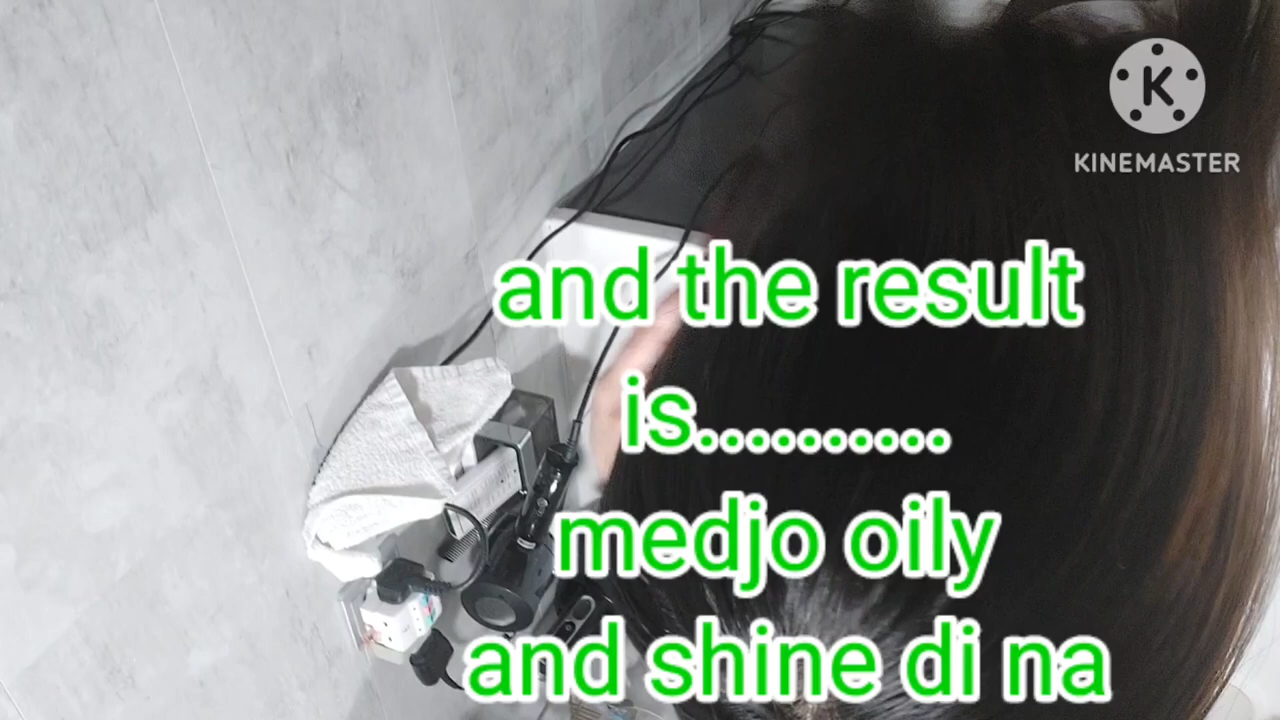 K
KINEMASTER
and the result
is..........
medjo oily
and shine di na